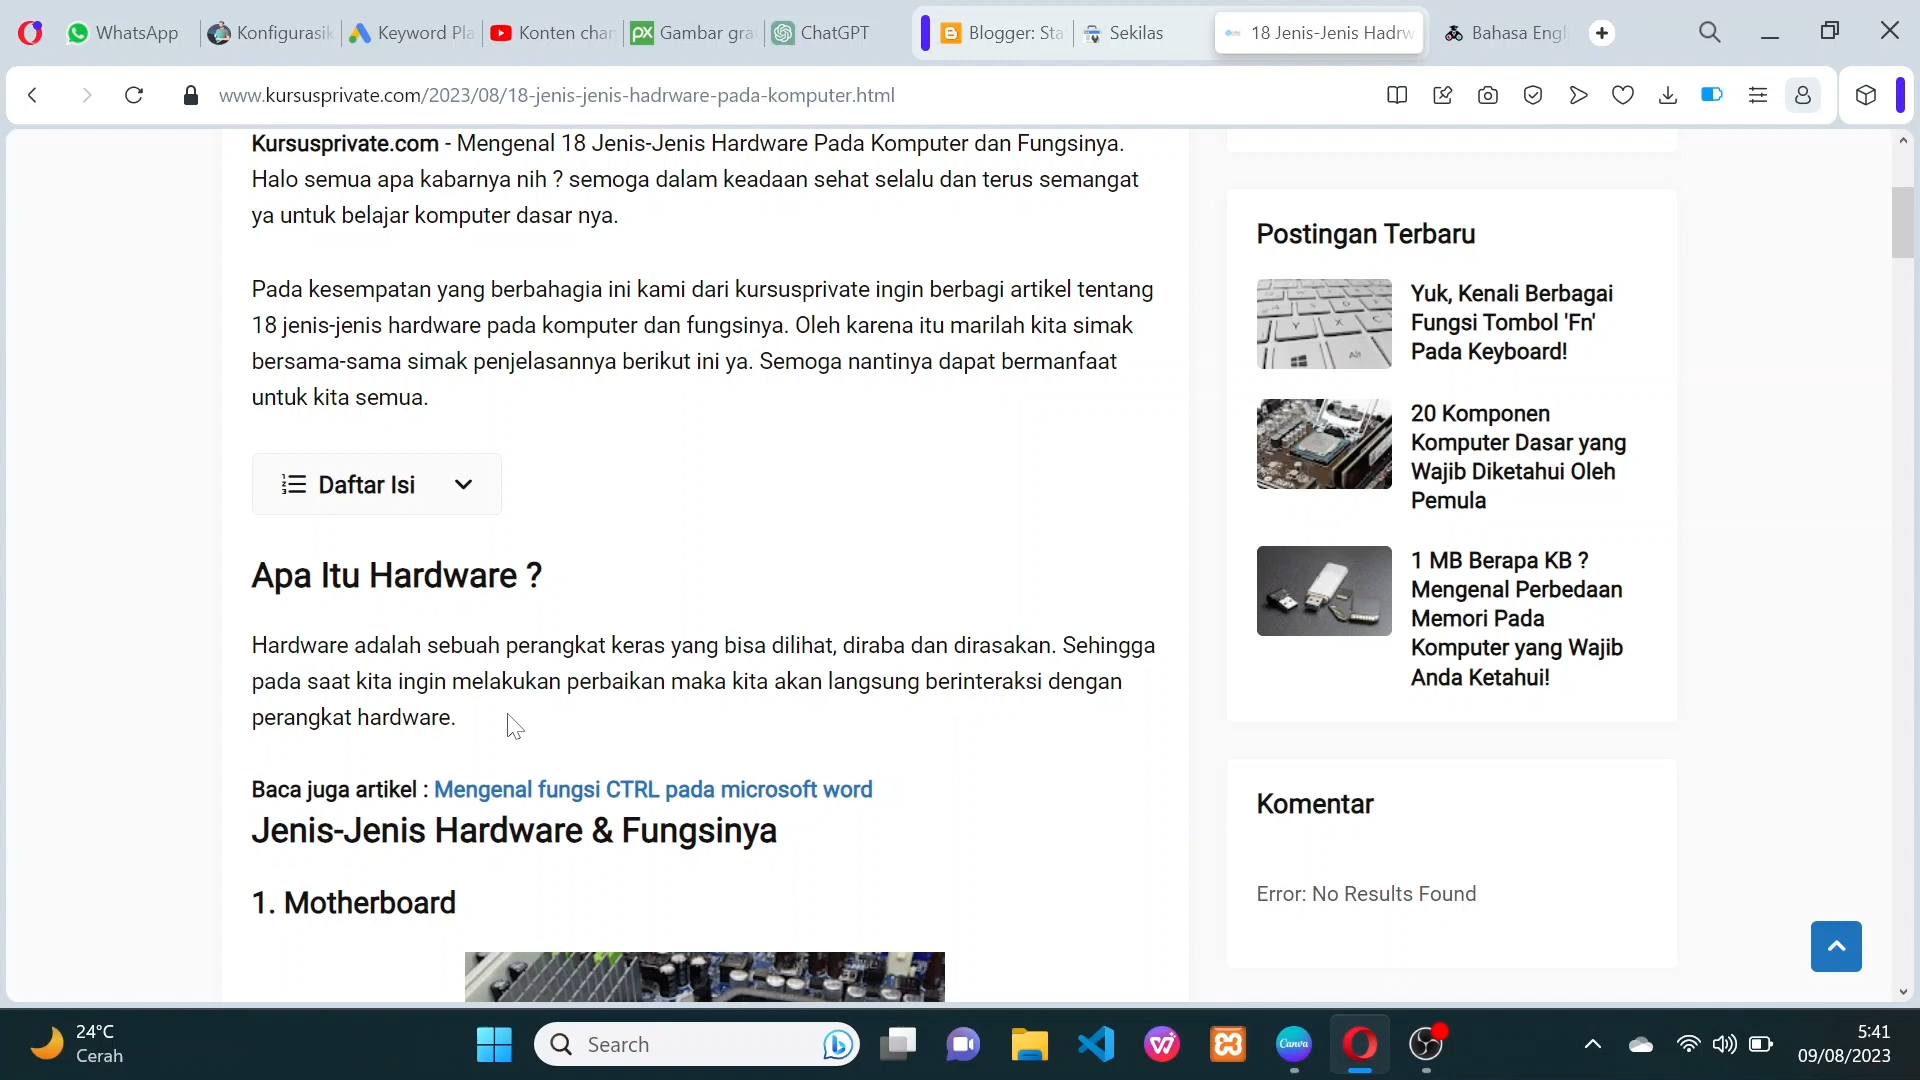 WhatsApp
Konfigurasik
Keyword Pla
Konten char
Gambar gra
ChatGPT
Blogger: Sta
Sekilas
18 Jenis-Jenis Hadrw
Bahasa Engl
www.kursusprivate.com/2023/08/18-jenis-jenis-hadrware-pada-komputer.html
Kursusprivate.com - Mengenal 18 Jenis-Jenis Hardware Pada Komputer dan Fungsinya.
Halo semua apa kabarnya nih ? semoga dalam keadaan sehat selalu dan terus semangat
ya untuk belajar komputer dasar nya.
Pada kesempatan yang berbahagia ini kami dari kursusprivate ingin berbagi artikel tentang
18 jenis-jenis hardware pada komputer dan fungsinya. Oleh karena itu marilah kita simak
bersama-sama simak penjelasannya berikut ini ya. Semoga nantinya dapat bermanfaat
untuk kita semua.
Daftar Isi
Apa Itu Hardware ?
Hardware adalah sebuah perangkat keras yang bisa dilihat, diraba dan dirasakan. Sehingga
pada saat kita ingin melakukan perbaikan maka kita akan langsung berinteraksi dengan
perangkat hardware.
Baca juga artikel : Mengenal fungsi CTRL pada microsoft word
Jenis-Jenis Hardware & Fungsinya
1. Motherboard
Postingan Terbaru
Yuk, Kenali Berbagai
Fungsi Tombol 'Fn'
Pada Keyboard!
20 Komponen
Komputer Dasar yang
Wajib Diketahui Oleh
Pemula
1 MB Berapa KB ?
Mengenal Perbedaan
Memori Pada
Komputer yang Wajib
Anda Ketahui!
Komentar
Error: No Results Found
24°C
Cerah
Search
Canva
5:41
09/08/2023